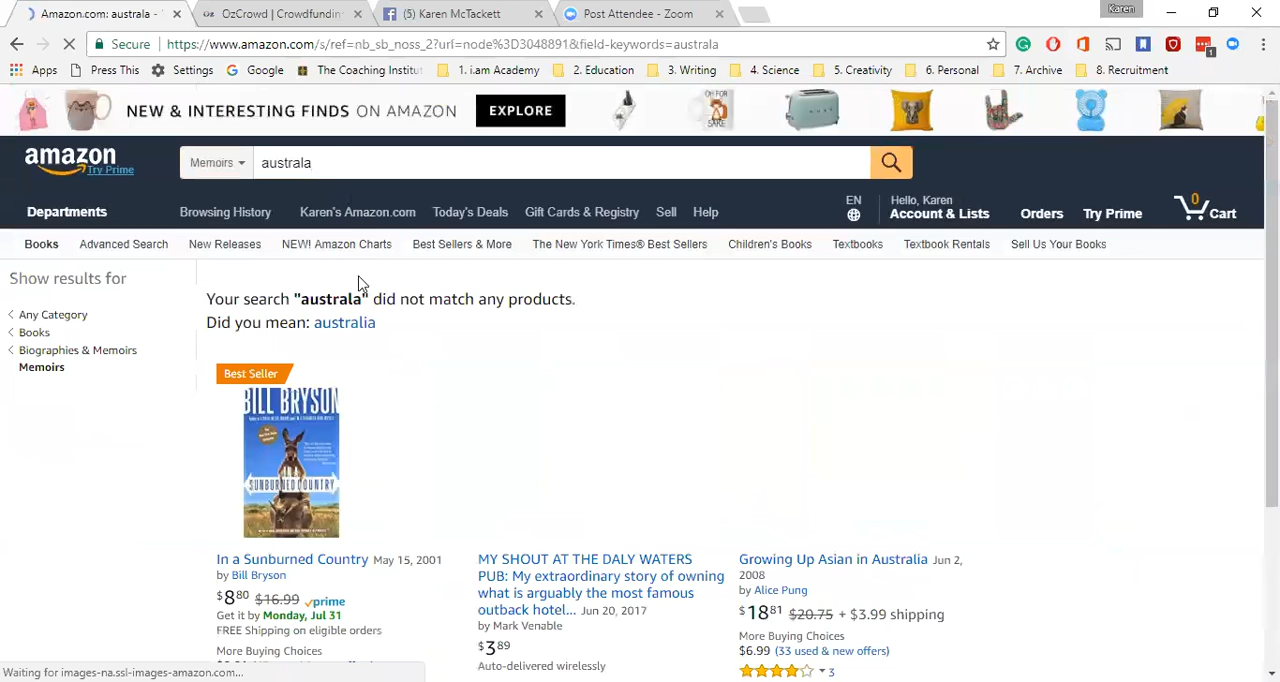 Amazon.com: austral​a -
OzCrowd | Crowdfundin
(5) Karen McTackett
Post Attendee - Zoom
Karen
Secure https://www.amazon.com/s/ref=nb_sb_noss_2?url=node%3D3048891&field-keywords=australa
Apps Press This Settings Google The Coaching Institu 1. i.am Academy 2. Education 3. Writing 4. Science 5. Creativity 6. Personal 7. Archive 8. Recruitment
NEW & INTERESTING FINDS ON AMAZON EXPLORE
amazon
Try Prime
Memoirs australa
Departments Browsing History Karen's Amazon.com Today's Deals Gift Cards & Registry Sell Help
EN
Hello, Karen
Account & Lists
Orders
Try Prime
0
Cart
Books Advanced Search New Releases NEW! Amazon Charts Best Sellers & More The New York Times® Best Sellers Children's Books Textbooks Textbook Rentals Sell Us Your Books
Show results for
Any Category
Books
Biographies & Memoirs
Memoirs
Your search "australa" did not match any products.
Did you mean: australia
Best Seller
BILL BRYSON
IN A
SUNBURNED
COUNTRY
In a Sunburned Country May 15, 2001
by Bill Bryson
$8 80 $16.99 prime
Get it by Monday, Jul 31
FREE Shipping on eligible orders
More Buying Choices
MY SHOUT AT THE DALY WATERS
PUB: My extraordinary story of owning
what is arguably the most famous
outback hotel... Jun 20, 2017
by Mark Venable
$3 89
Auto-delivered wirelessly
Growing Up Asian in Australia Jun 2,
2008
by Alice Pung
$18 81 $20.75 + $3.99 shipping
More Buying Choices
$6.99 (33 used & new offers)
3
Waiting for images-na.ssl-images-amazon.com...